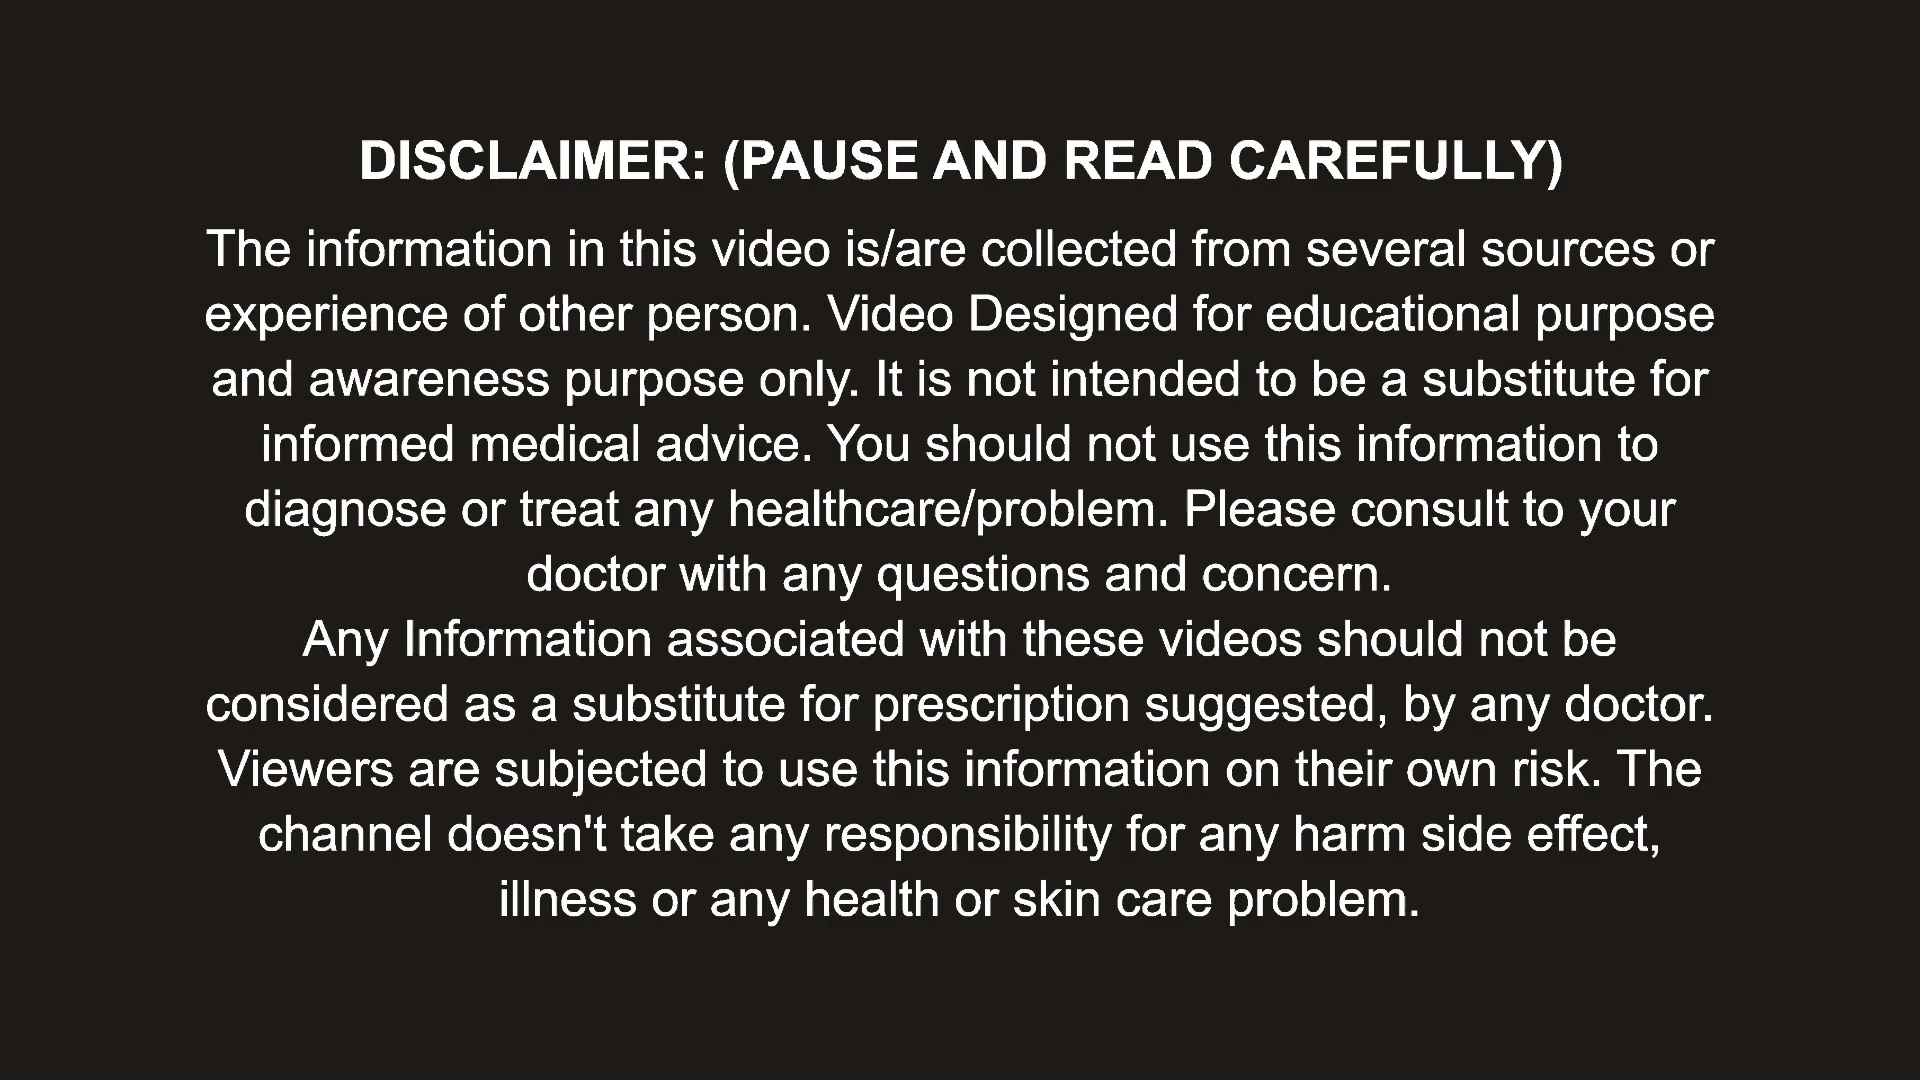 DISCLAIMER: (PAUSE AND READ CAREFULLY)
The information in this video is/are collected from several sources or
experience of other person. Video Designed for educational purpose
and awareness purpose only. It is not intended to be a substitute for
informed medical advice. You should not use this information to
diagnose or treat any healthcare/problem. Please consult to your
doctor with any questions and concern.
Any Information associated with these videos should not be
considered as a substitute for prescription suggested, by any doctor.
Viewers are subjected to use this information on their own risk. The
channel doesn't take any responsibility for any harm side effect,
illness or any health or skin care problem.